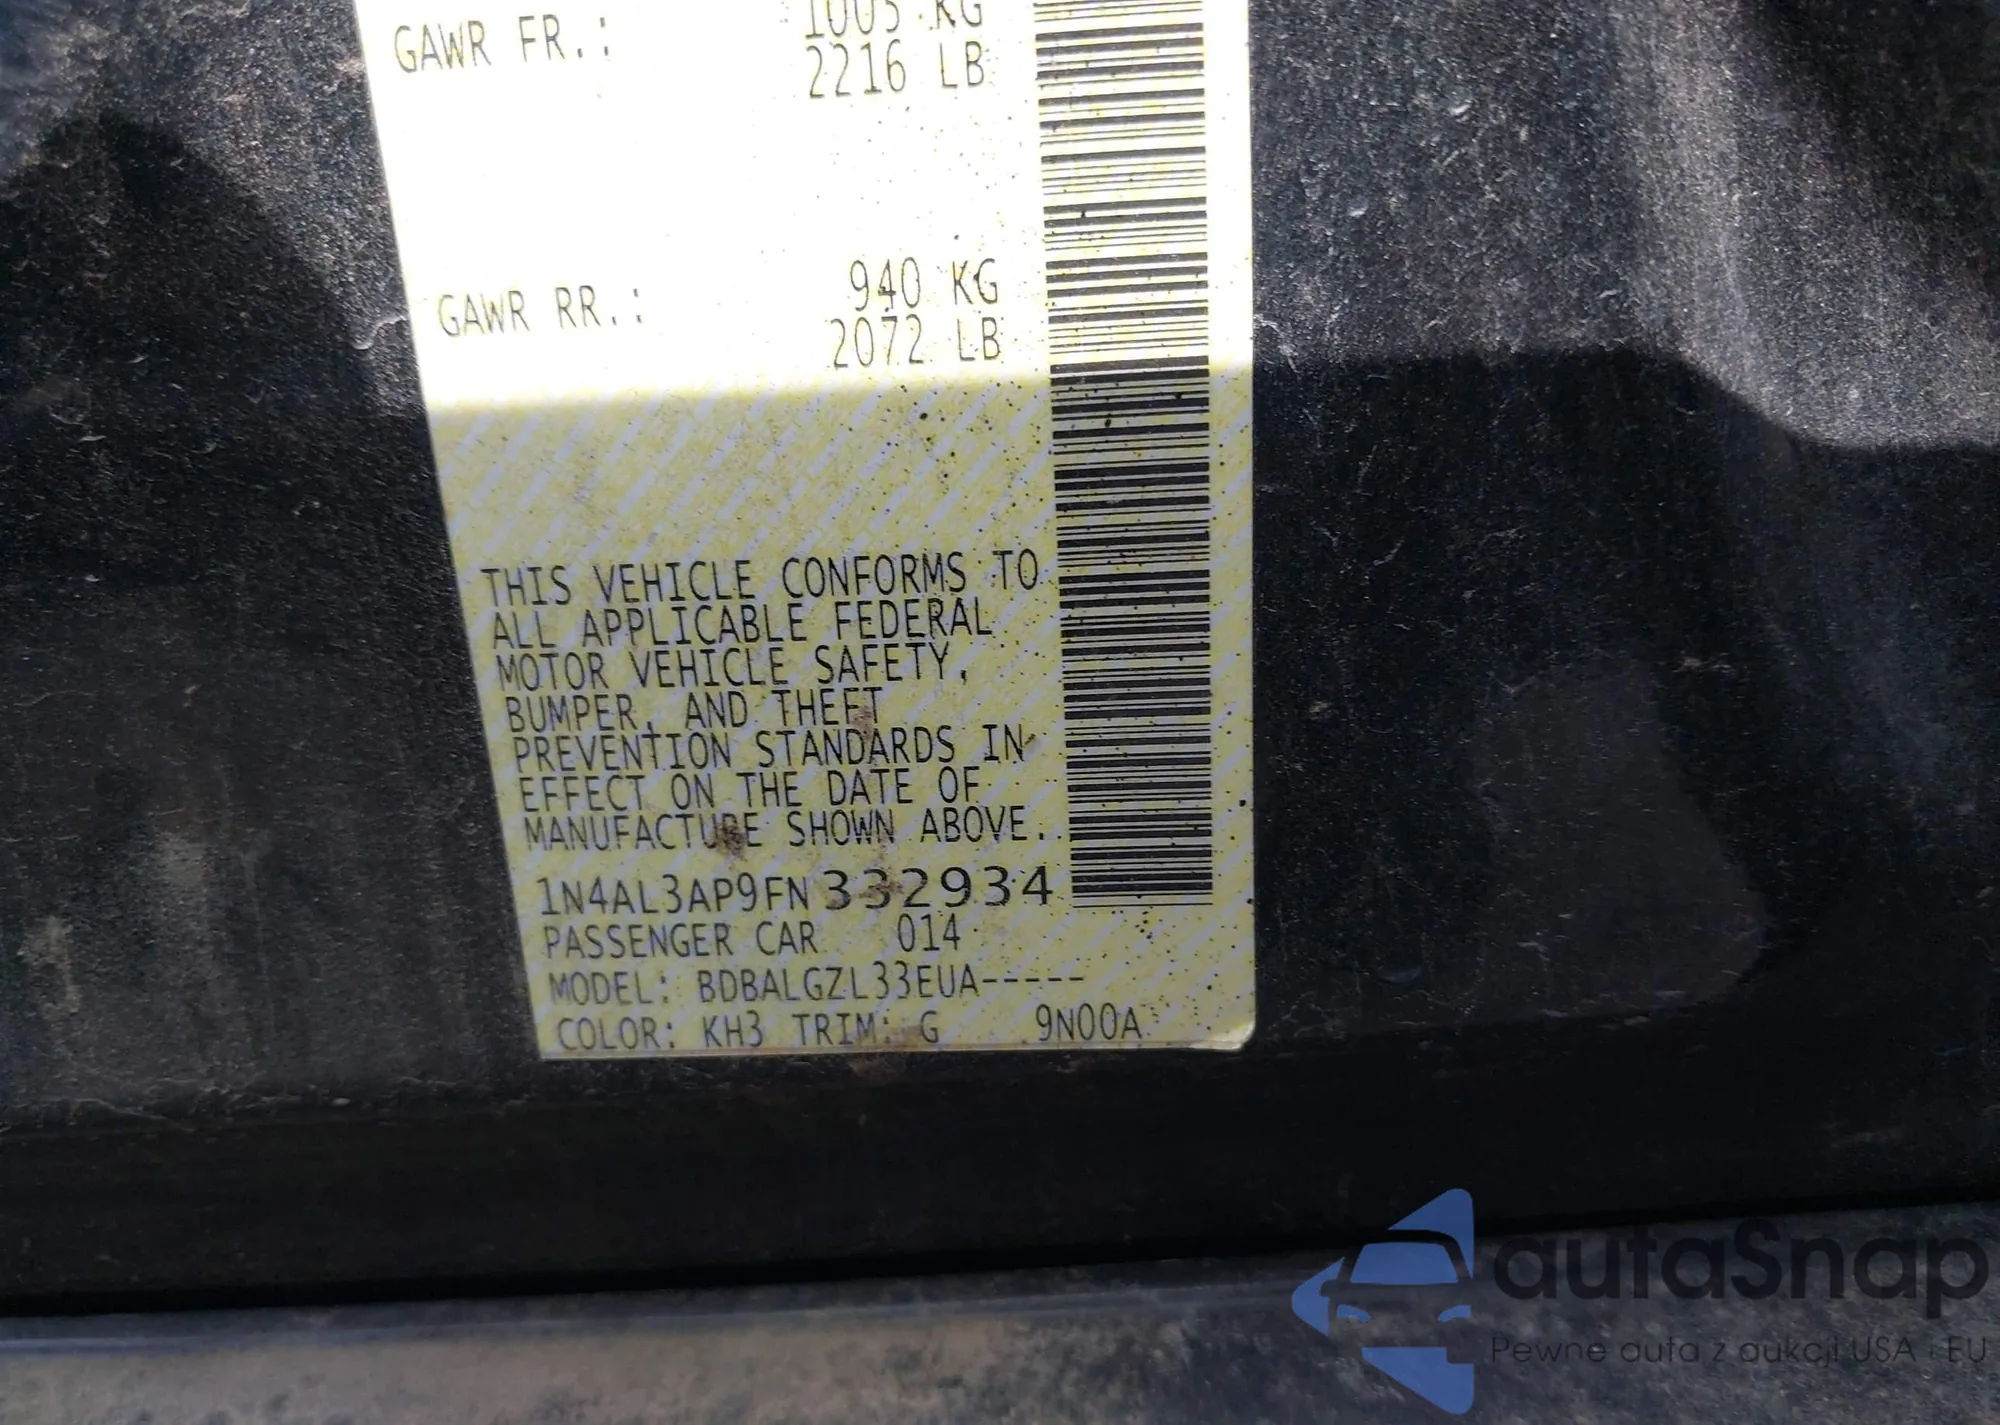 GAWR FR.: 1005 KG
2216 LB
GAWR RR.: 940 KG
2072 LB
THIS VEHICLE CONFORMS TO
ALL APPLICABLE FEDERAL
MOTOR VEHICLE SAFETY,
BUMPER, AND THEFT
PREVENTION STANDARDS IN
EFFECT ON THE DATE OF
MANUFACTURE SHOWN ABOVE.
1N4AL3AP9FN332934
PASSENGER CAR 014
MODEL: BDBALGZL33EUA-----
COLOR: KH3 TRIM: G 9N00A
autaSnap
Pewne auta z aukcji USA i EU